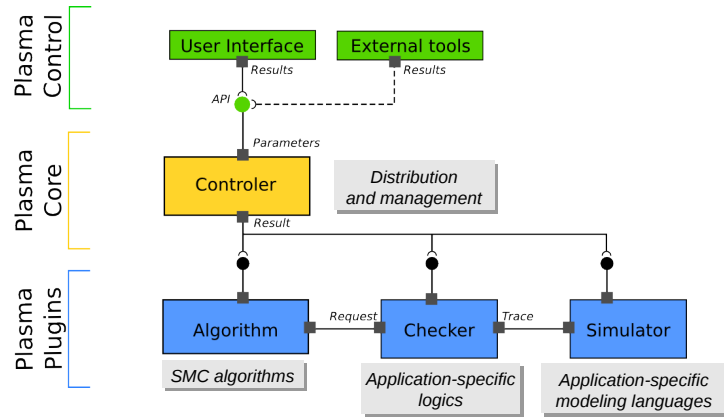 Plasma
Control
User Interface
External tools
Results
Results
API
Parameters
Plasma
Core
Controler
Distribution
and management
Result
Plasma
Plugins
Algorithm
Request
Checker
Trace
Simulator
SMC algorithms
Application-specific
logics
Application-specific
modeling languages